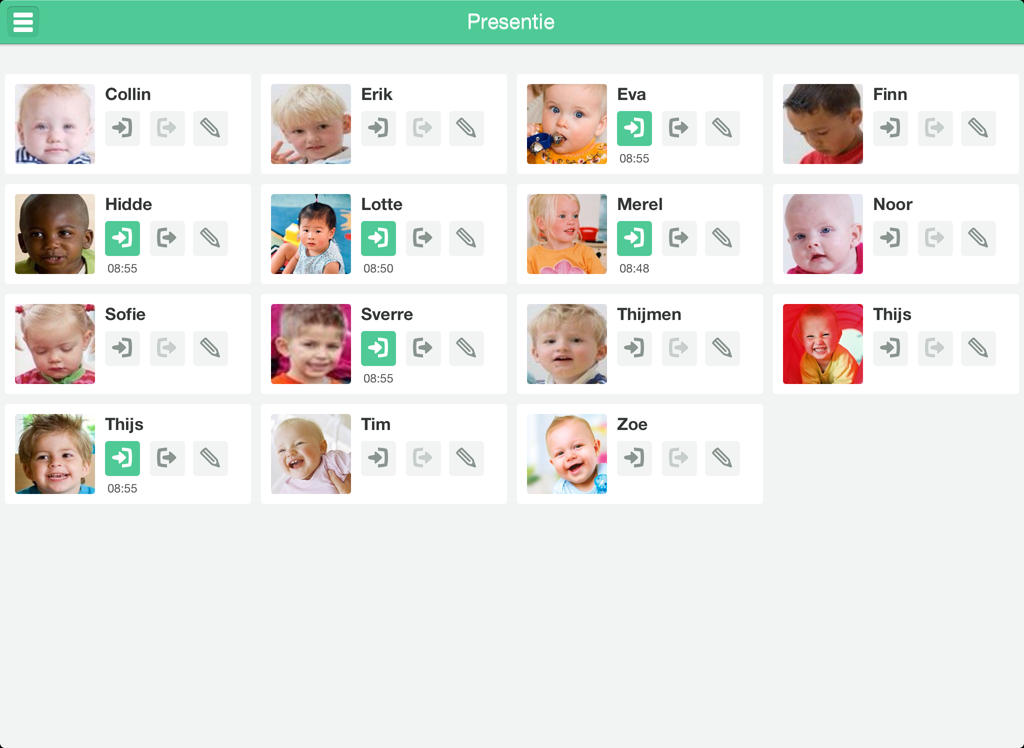 Presentie
Collin
Erik
Eva
08:55
Finn
Hidde
08:55
Lotte
08:50
Merel
08:48
Noor
Sofie
Sverre
08:55
Thijmen
Thijs
Thijs
08:55
Tim
Zoe